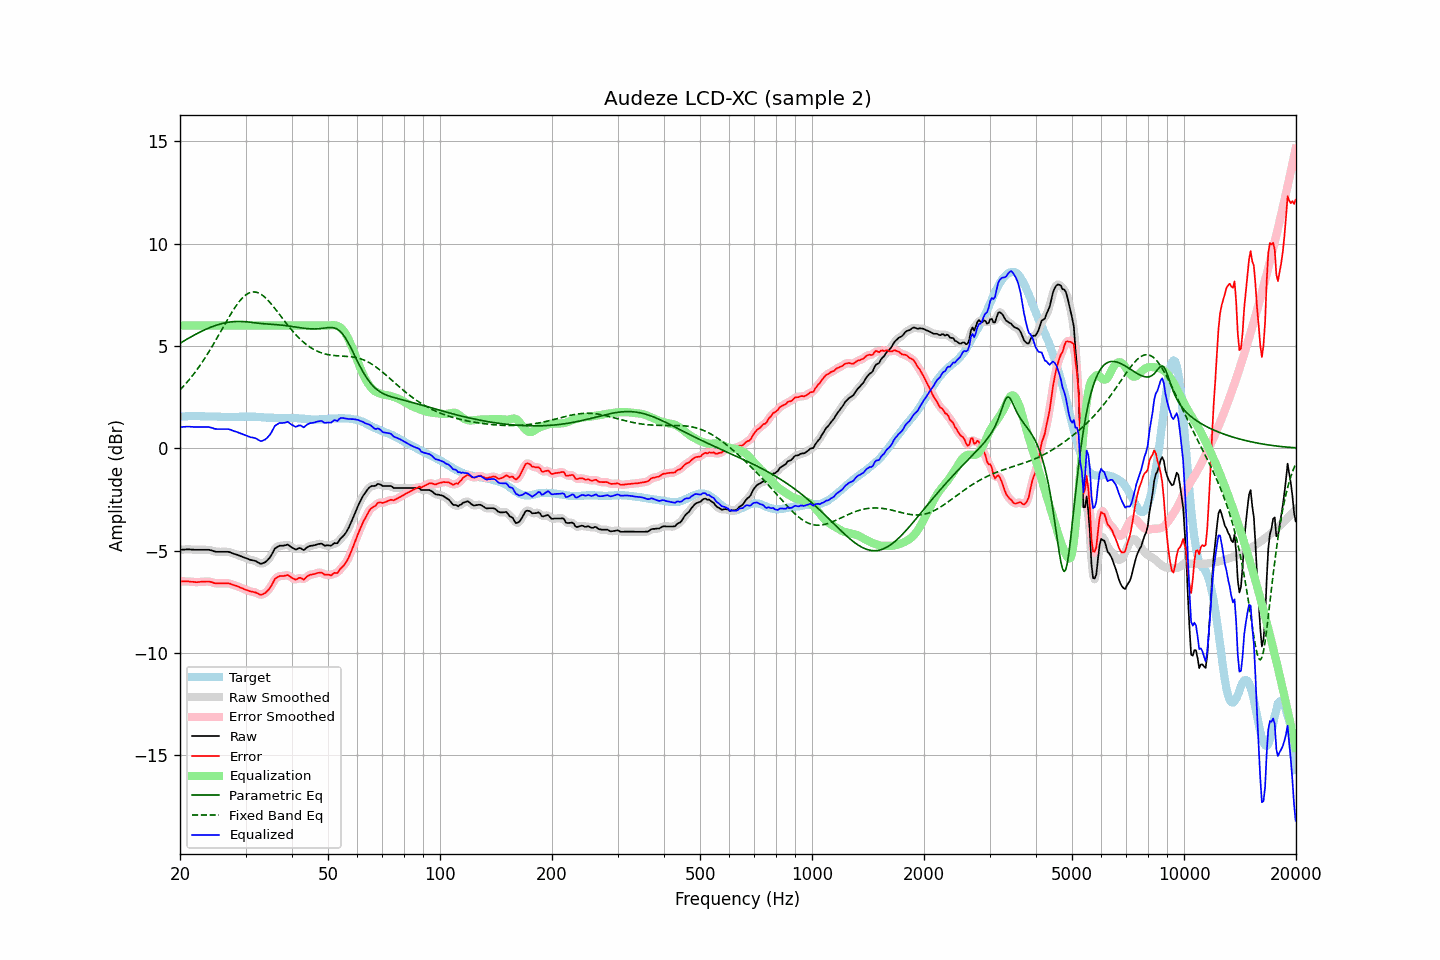 Audeze LCD-XC (sample 2)
Amplitude (dBr)
15
10
5
0
−5
−10
−15
Target
Raw Smoothed
Error Smoothed
Raw
Error
Equalization
Parametric Eq
Fixed Band Eq
Equalized
20 50 100 200 500 1000 2000 5000 10000 20000
Frequency (Hz)